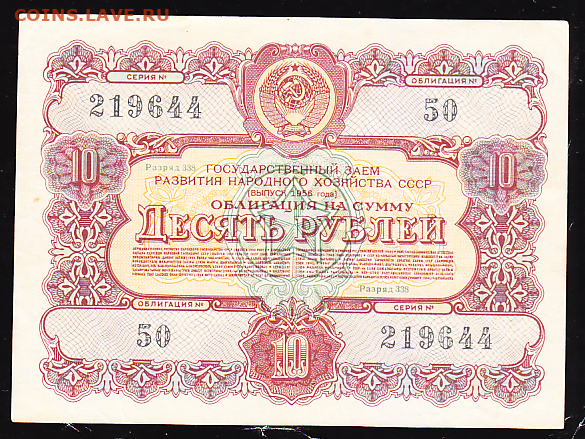 COINS.LAVE.RU
СЕРИЯ №
ОБЛИГАЦИЯ №
219644
50
10
10
Разряд 338
ГОСУДАРСТВЕННЫЙ ЗАЕМ
РАЗВИТИЯ НАРОДНОГО ХОЗЯЙСТВА СССР
(ВЫПУСК 1956 года)
ОБЛИГАЦИЯ НА СУММУ
ДЕСЯТЬ РУБЛЕЙ
Разряд 338
ОБЛИГАЦИЯ №
СЕРИЯ №
50
219644
10